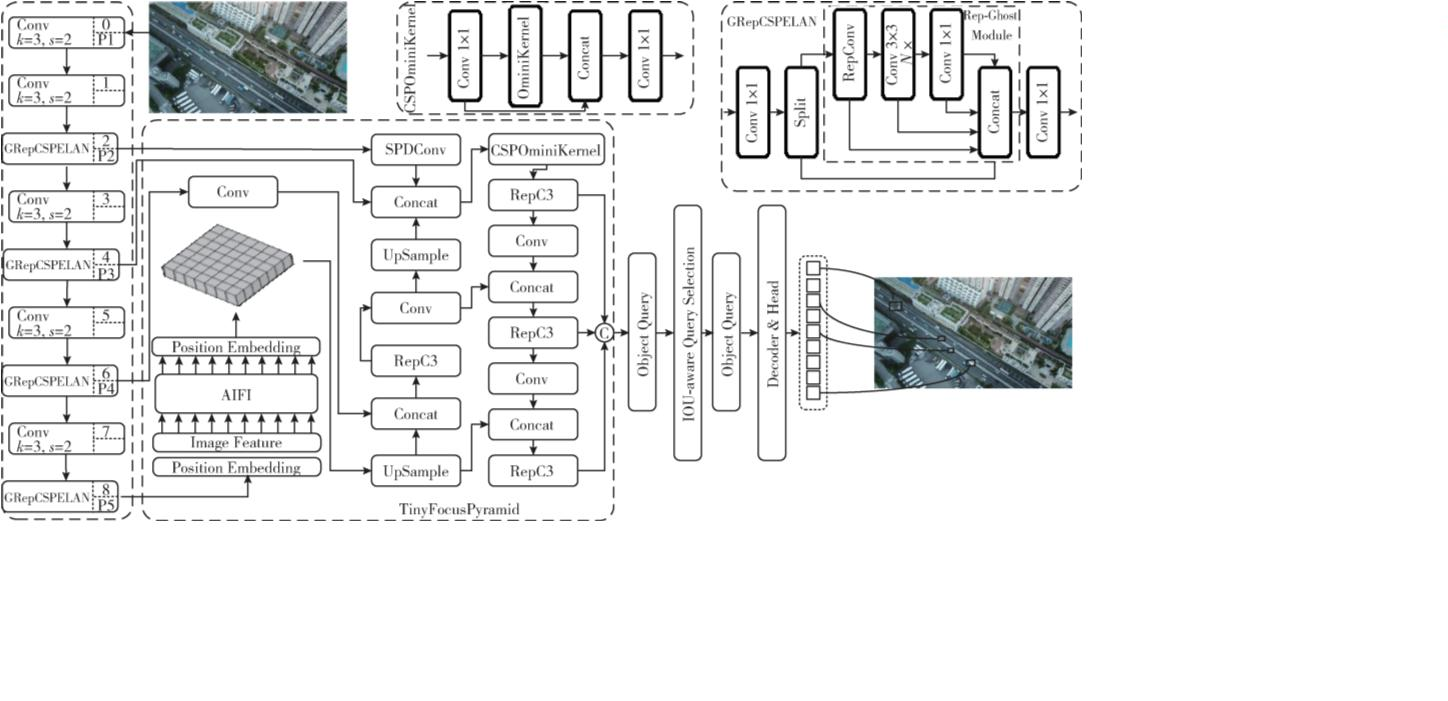 Conv
k=3, s=2
0
P1
Conv
k=3, s=2
1
GRepCSPELAN
2
P2
Conv
k=3, s=2
3
GRepCSPELAN
4
P3
Conv
k=3, s=2
5
GRepCSPELAN
6
P4
Conv
k=3, s=2
7
GRepCSPELAN
8
P5
CSPOminiKernel
Conv 1×1
OminiKernel
Concat
Conv 1×1
GRepCSPELAN
Rep-Ghost
Module
Conv 1×1
Split
RepConv
Conv 3×3
N×
Conv 1×1
Concat
Conv 1×1
Conv
Position Embedding
AIFI
Image Feature
Position Embedding
SPDConv
Concat
UpSample
Conv
RepC3
Concat
UpSample
CSPOminiKernel
RepC3
Conv
Concat
RepC3
Conv
Concat
RepC3
C
TinyFocusPyramid
Object Query
IOU-aware Query Selection
Object Query
Decoder & Head